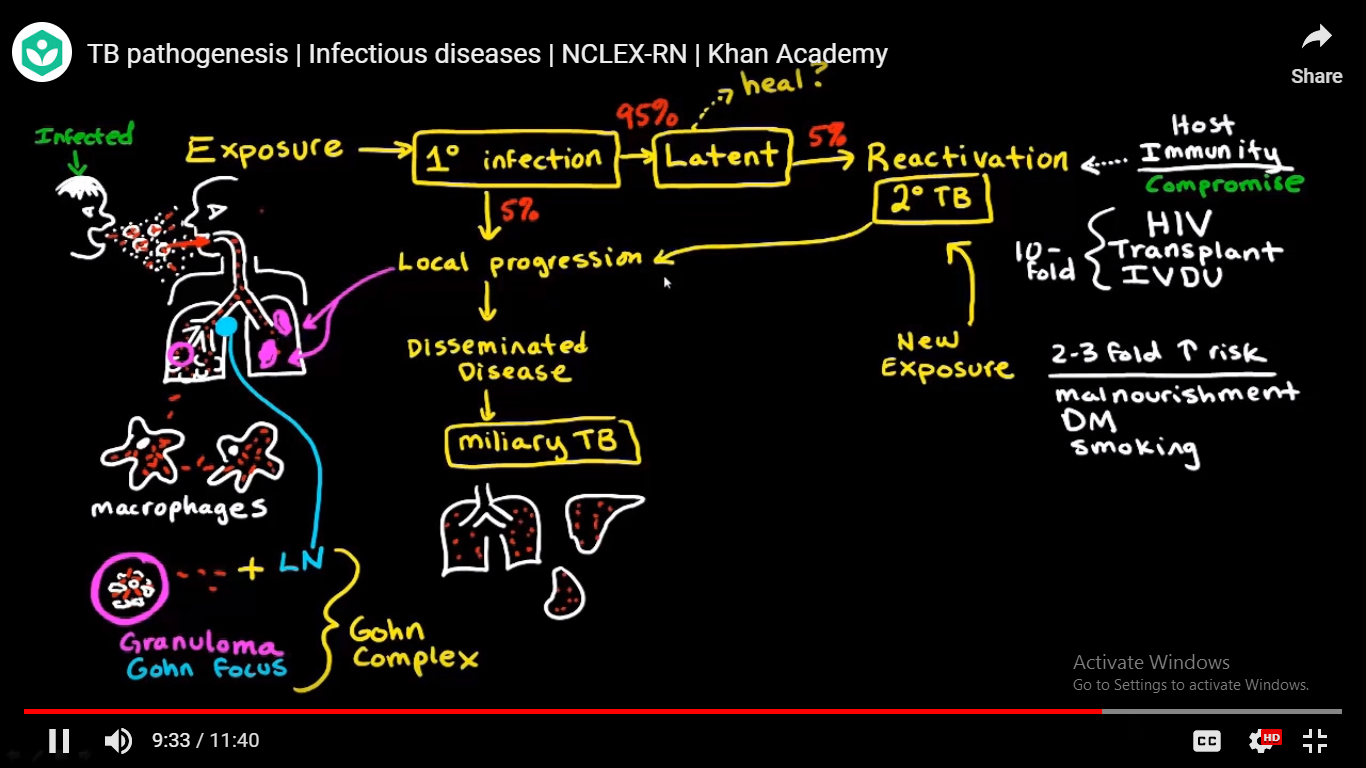 TB pathogenesis | Infectious diseases | NCLEX-RN | Khan Academy
Share
heal?
95%
Infected
Exposure
1° infection
Latent
5%
Reactivation
2° TB
Host
Immunity
Compromise
5%
Local progression
10-
fold
HIV
Transplant
IVDU
Disseminated
Disease
New
Exposure
2-3 fold ↑ risk
malnourishment
DM
smoking
miliary TB
macrophages
+ LN
Granuloma
Gohn Focus
Gohn
Complex
Activate Windows
Go to Settings to activate Windows.
9:33 / 11:40
CC
HD